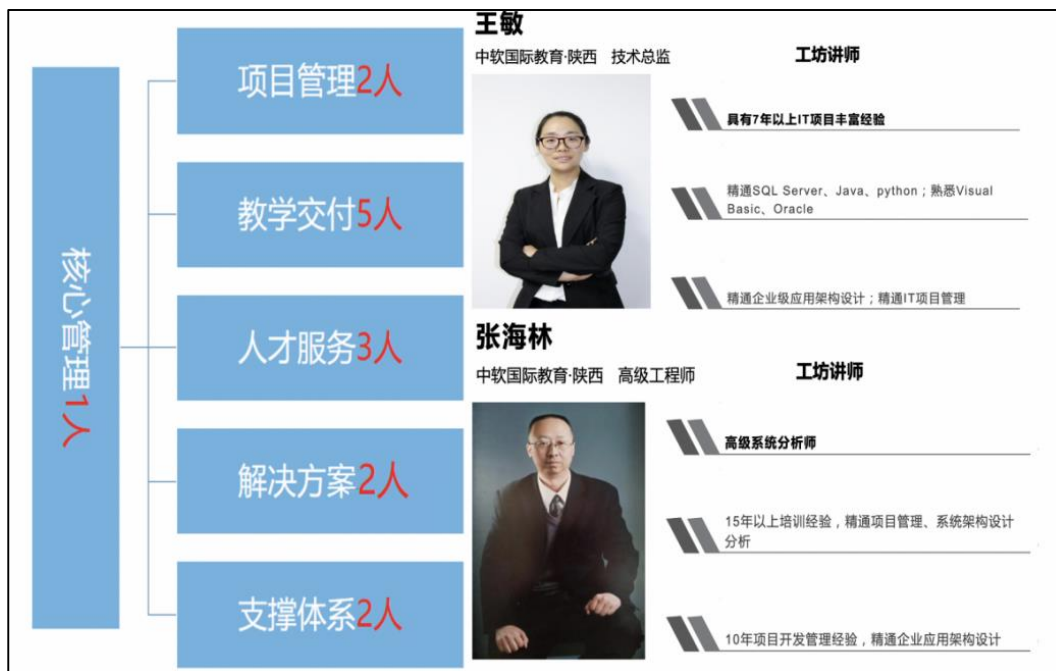 核心管理1人
项目管理2人
教学交付5人
人才服务3人
解决方案2人
支撑体系2人
王敏
中软国际教育·陕西 技术总监
工坊讲师
具有7年以上IT项目丰富经验
精通SQL Server、Java、python；熟悉Visual
Basic、Oracle
精通企业级应用架构设计；精通IT项目管理
张海林
中软国际教育·陕西 高级工程师
工坊讲师
高级系统分析师
15年以上培训经验，精通项目管理、系统架构设计
分析
10年项目开发管理经验，精通企业应用架构设计